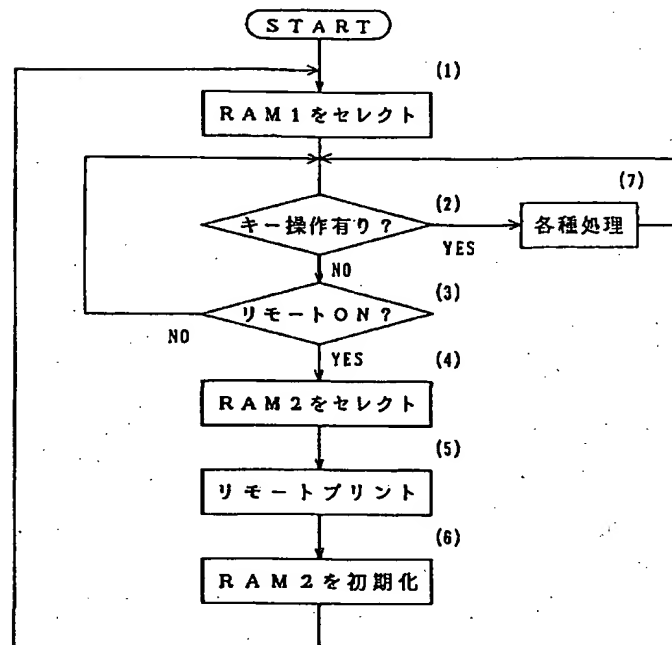 START
(1)
RAM1をセレクト
(7)
(2)
キー操作有り?
YES
各種処理
NO
(3)
リモートON?
NO
YES
(4)
RAM2をセレクト
(5)
リモートプリント
(6)
RAM2を初期化